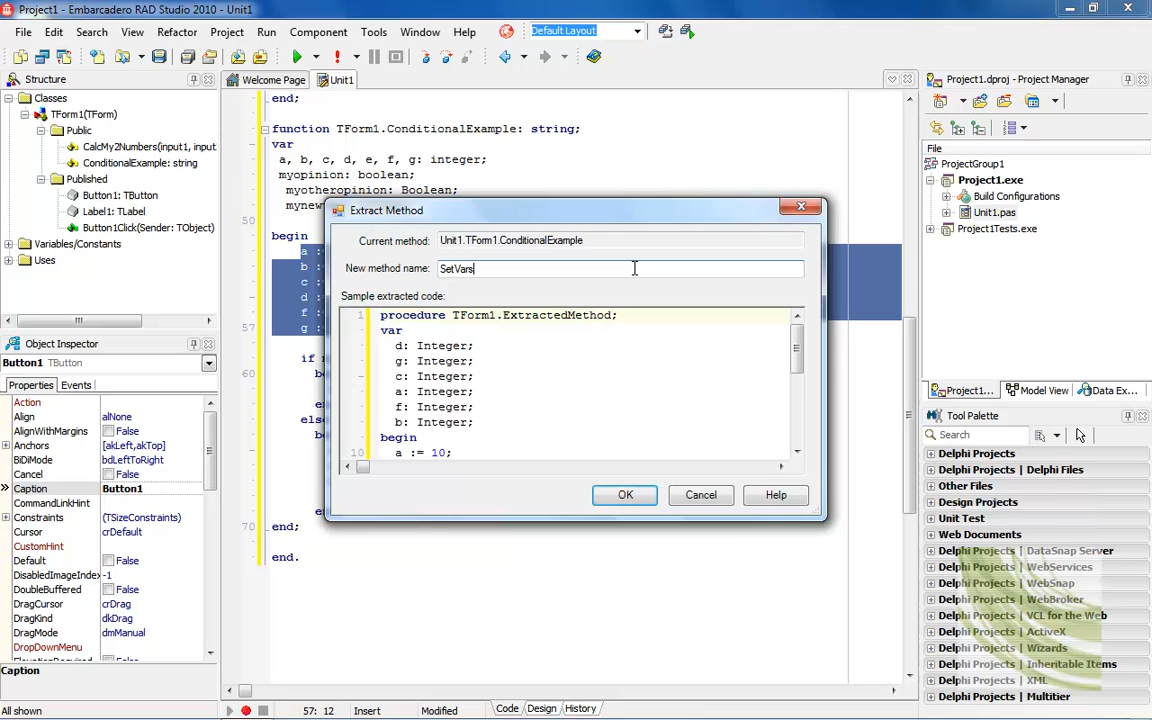 Project1 - Embarcadero RAD Studio 2010 - Unit1
File Edit Search View Refactor Project Run Component Tools Window Help
Default Layout
Structure
Classes
TForm1(TForm)
Public
CalcMy2Numbers(input1, input
ConditionalExample: string
Published
Button1: TButton
Label1: TLabel
Button1Click(Sender: TObject)
Variables/Constants
Uses
Object Inspector
Button1 TButton
Properties Events
Action
Align alNone
AlignWithMargins False
Anchors [akLeft,akTop]
BiDiMode bdLeftToRight
Cancel False
Caption Button1
CommandLinkHint
Constraints (TSizeConstraints)
Cursor crDefault
CustomHint
Default False
DisabledImageIndex -1
DoubleBuffered False
DragCursor crDrag
DragKind dkDrag
DragMode dmManual
DropDownMenu
Caption
All shown
Welcome Page Unit1
end;
function TForm1.ConditionalExample: string;
var
a, b, c, d, e, f, g: integer;
myopinion: boolean;
myotheropinion: Boolean;
mynew
50
begin
a :
b :
c :
d :
f :
57 g :
if
60
else
70 end;
end.
Extract Method
Current method: Unit1.TForm1.ConditionalExample
New method name: SetVars
Sample extracted code:
1 procedure TForm1.ExtractedMethod;
var
d: Integer;
g: Integer;
c: Integer;
a: Integer;
f: Integer;
b: Integer;
begin
10 a := 10;
OK Cancel Help
57: 12 Insert Modified Code Design History
Project1.dproj - Project Manager
File
ProjectGroup1
Project1.exe
Build Configurations
Unit1.pas
Project1Tests.exe
Project1... Model View Data Ex...
Tool Palette
Search
Delphi Projects
Delphi Projects | Delphi Files
Other Files
Design Projects
Unit Test
Web Documents
Delphi Projects | DataSnap Server
Delphi Projects | WebServices
Delphi Projects | WebSnap
Delphi Projects | WebBroker
Delphi Projects | VCL for the Web
Delphi Projects | ActiveX
Delphi Projects | Wizards
Delphi Projects | Inheritable Items
Delphi Projects | XML
Delphi Projects | Multitier